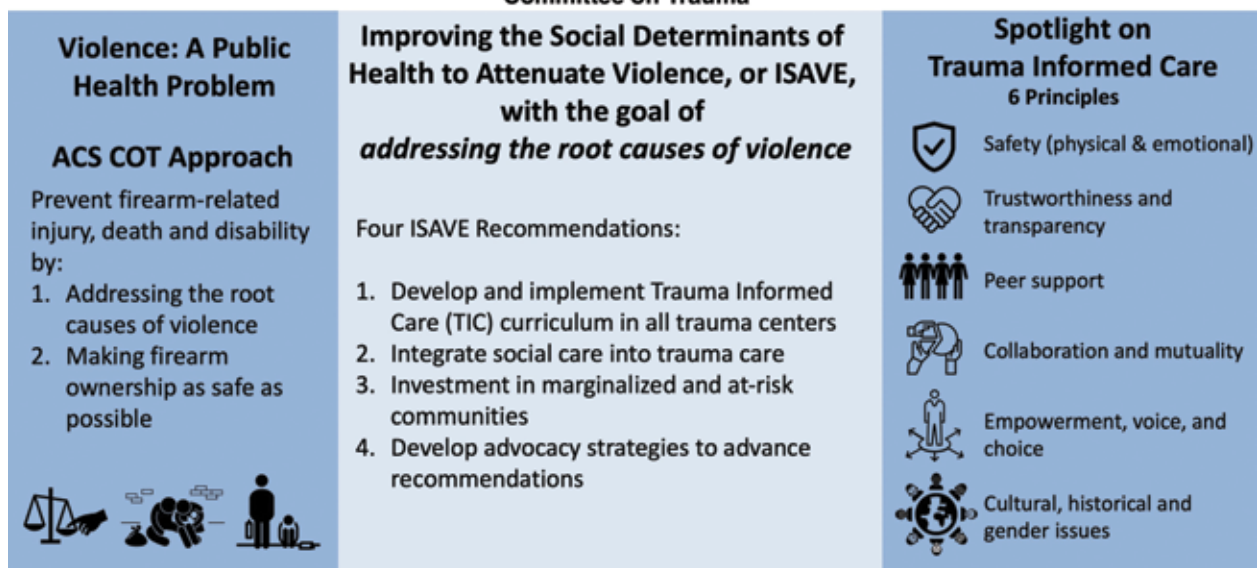 Committee on Trauma
Violence: A Public
Health Problem
ACS COT Approach
Prevent firearm-related
injury, death and disability
by:
1. Addressing the root
causes of violence
2. Making firearm
ownership as safe as
possible
Improving the Social Determinants of
Health to Attenuate Violence, or ISAVE,
with the goal of
addressing the root causes of violence
Four ISAVE Recommendations:
1. Develop and implement Trauma Informed
Care (TIC) curriculum in all trauma centers
2. Integrate social care into trauma care
3. Investment in marginalized and at-risk
communities
4. Develop advocacy strategies to advance
recommendations
Spotlight on
Trauma Informed Care
6 Principles
Safety (physical & emotional)
Trustworthiness and
transparency
Peer support
Collaboration and mutuality
Empowerment, voice, and
choice
Cultural, historical and
gender issues